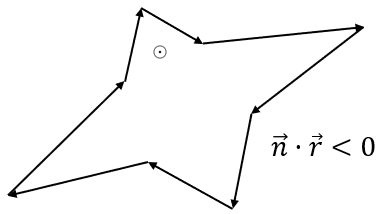 $\vec{n} \cdot \vec{r} < 0$